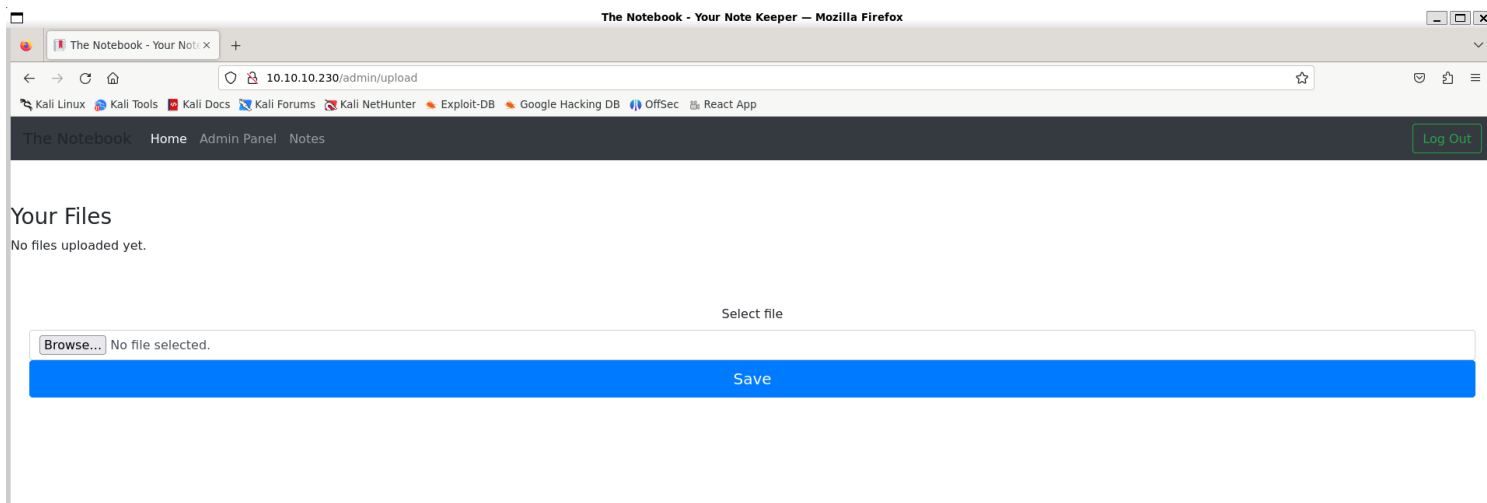 The Notebook - Your Note Keeper — Mozilla Firefox
The Notebook - Your Note
10.10.10.230/admin/upload
Kali Linux Kali Tools Kali Docs Kali Forums Kali NetHunter Exploit-DB Google Hacking DB OffSec React App
The Notebook Home Admin Panel Notes Log Out
Your Files
No files uploaded yet.
Select file
Browse... No file selected.
Save